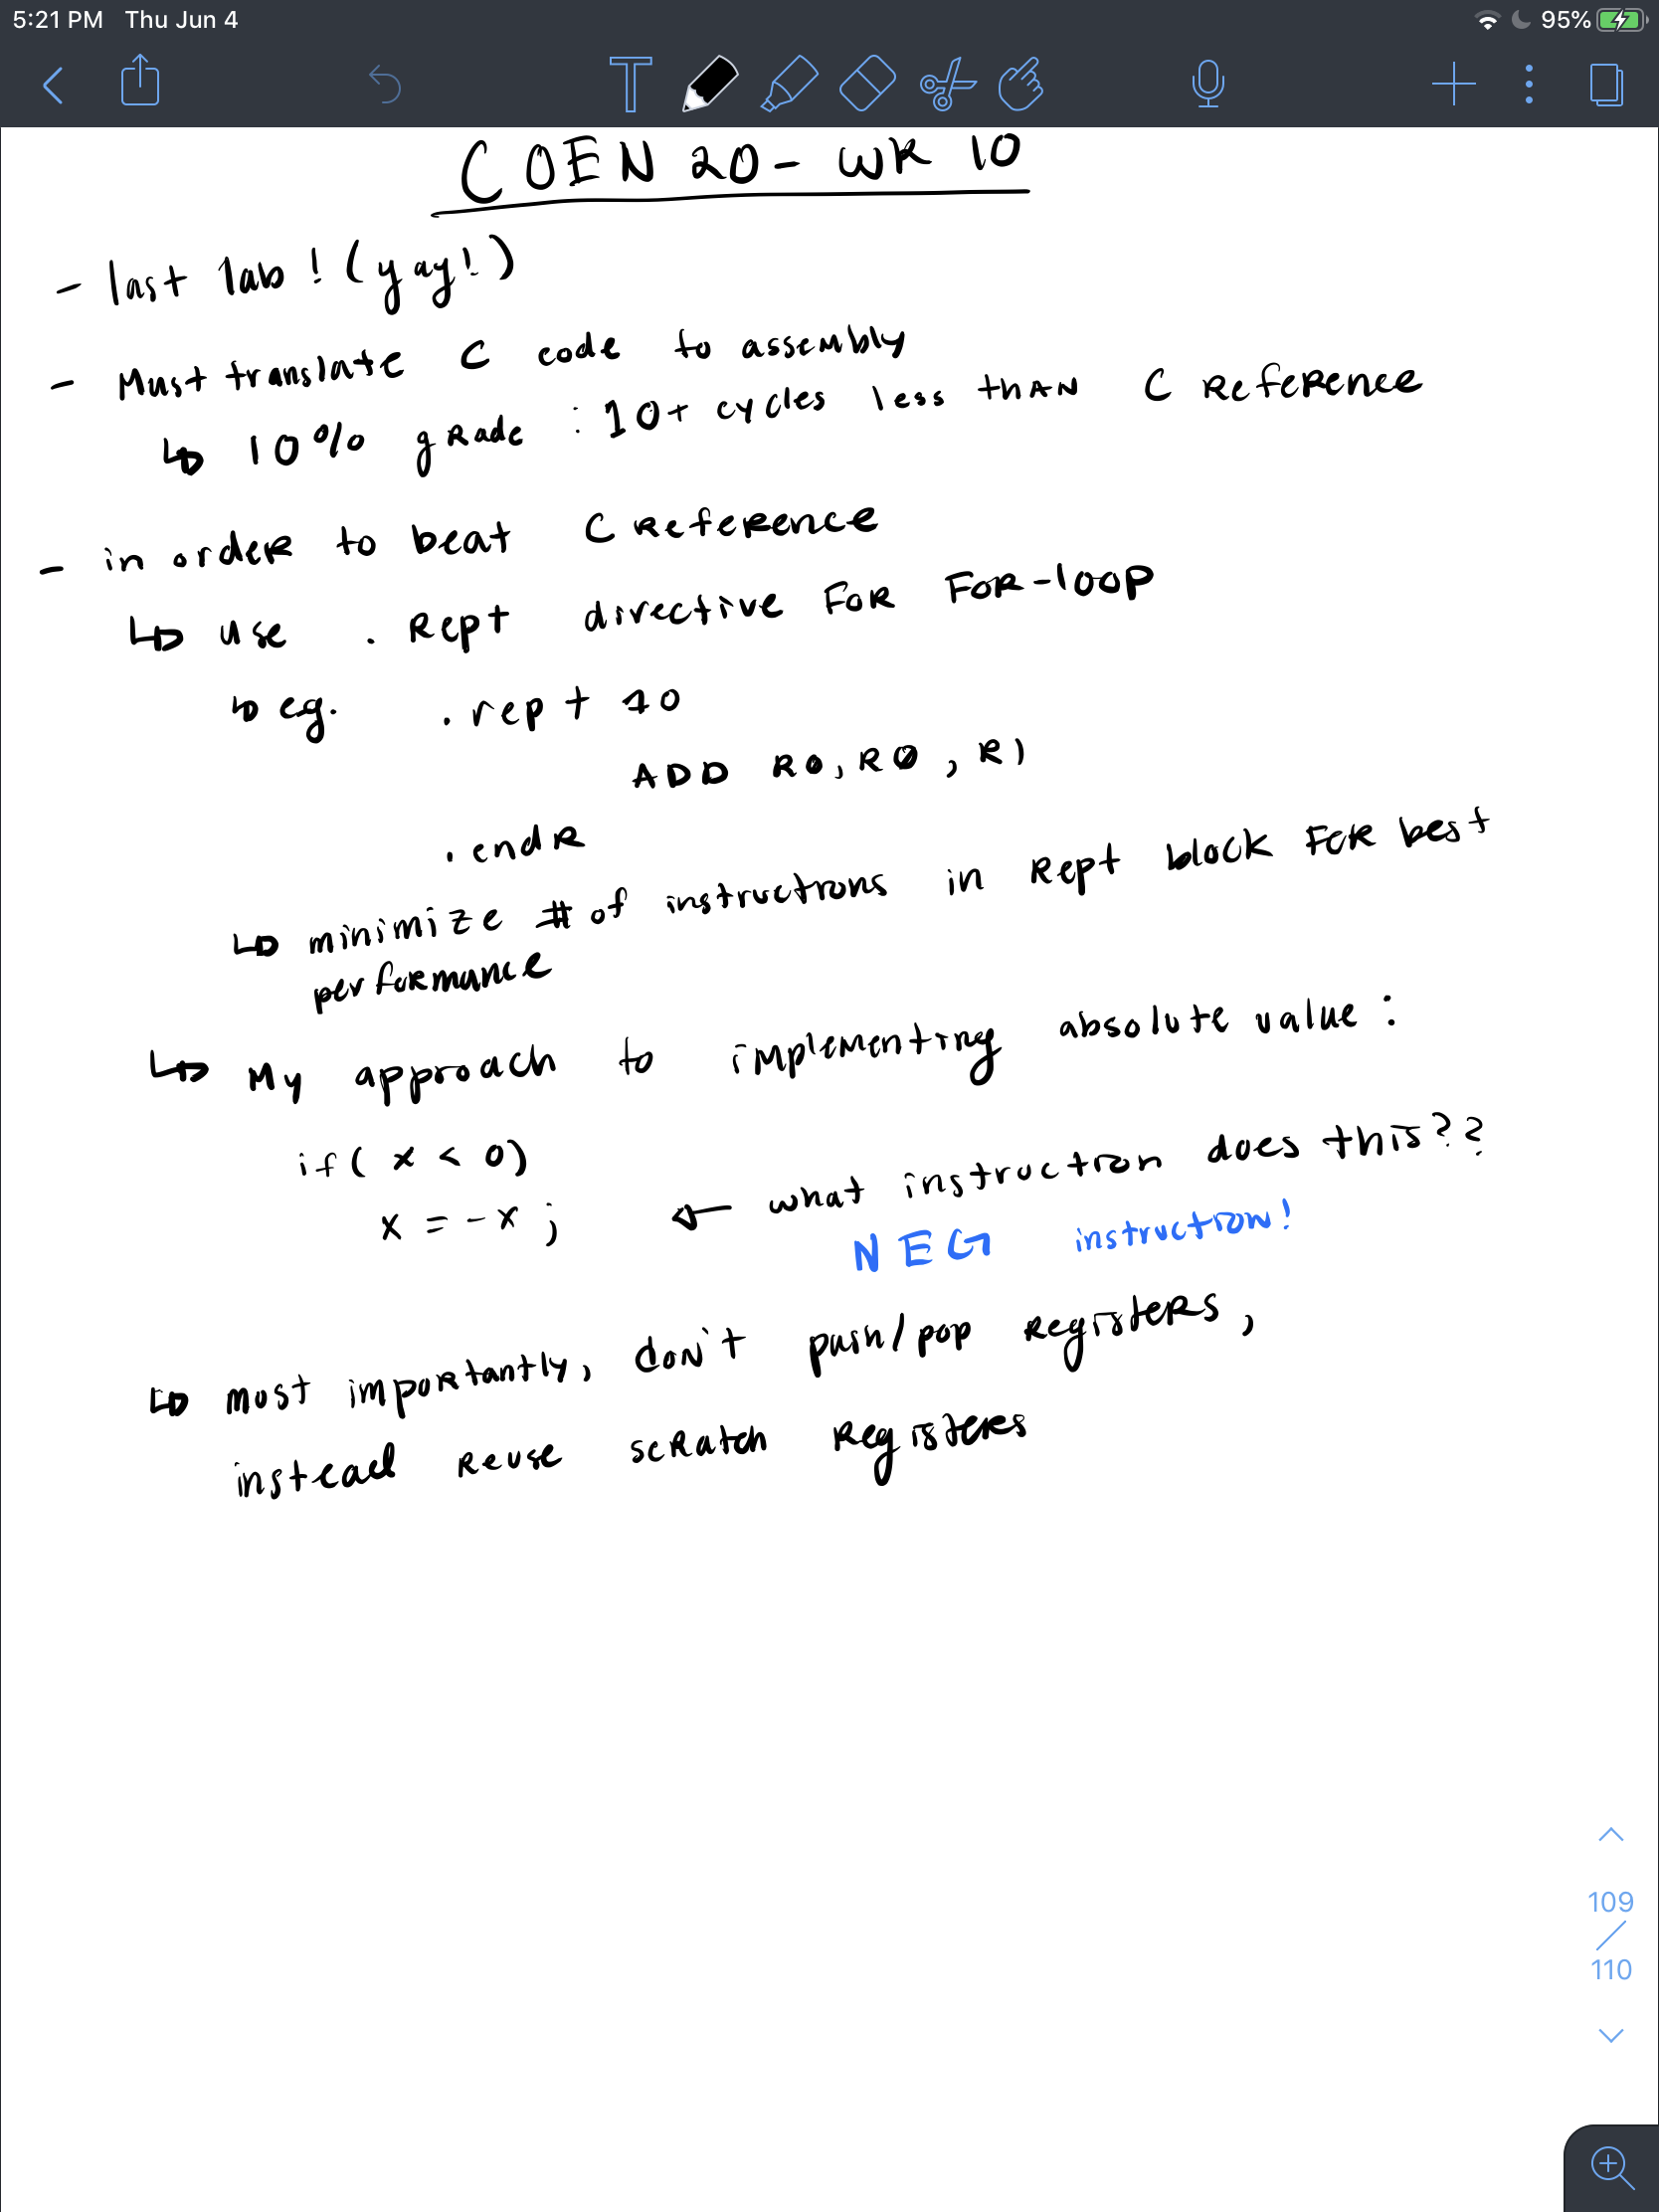 5:21 PM Thu Jun 4 95%
COEN 20 - WK 10
- last lab! (yay!)
- Must translate C code to assembly
↳ 10% grade : 10+ cycles less than C Reference
- in order to beat C Reference
↳ use .Rept directive For For-loop
↳ eg. .rept 10
ADD R0, R0, R1
.endR
↳ minimize # of instructions in Rept block For best
performance
↳ My approach to implementing absolute value:
if( x < 0)
x = -x ; ← what instruction does this??
NEG instruction!
↳ most importantly, don't push/pop registers,
instead Reuse scratch Registers
109
/
110